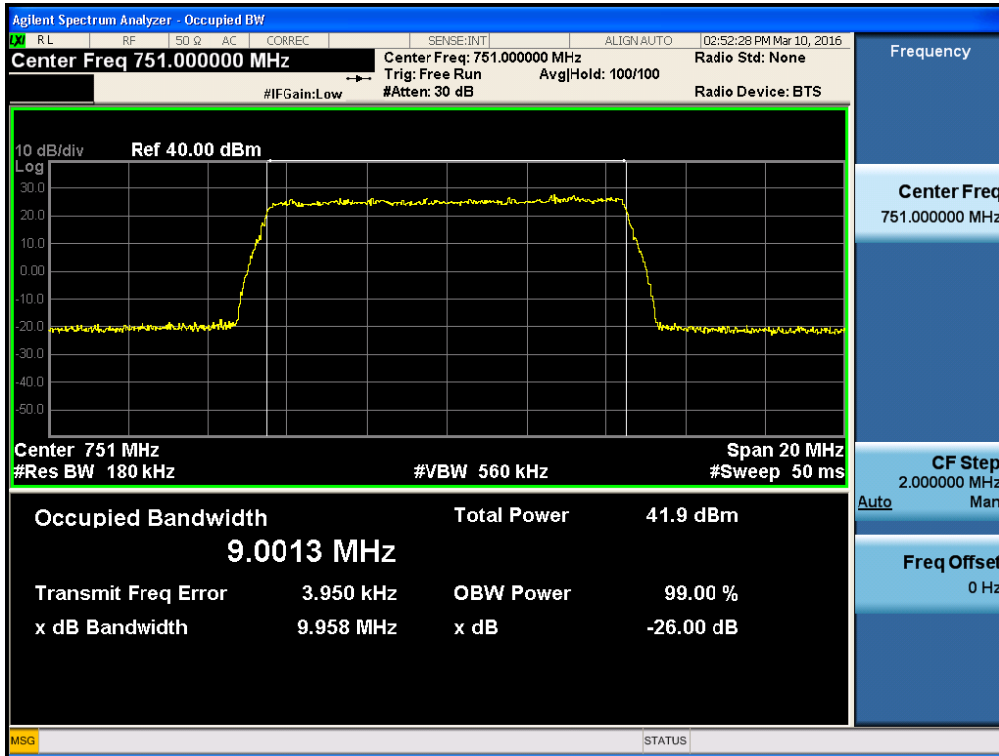 Agilent Spectrum Analyzer - Occupied BW
LXI RL RF 50 Ω AC CORREC SENSE:INT ALIGN AUTO 02:52:28 PM Mar 10, 2016
Center Freq 751.000000 MHz
Center Freq: 751.000000 MHz
Radio Std: None
Trig: Free Run Avg|Hold: 100/100
#IFGain:Low #Atten: 30 dB
Radio Device: BTS
Frequency
10 dB/div Ref 40.00 dBm
Log
30.0
20.0
10.0
0.00
-10.0
-20.0
-30.0
-40.0
-50.0
Center 751 MHz Span 20 MHz
#Res BW 180 kHz #VBW 560 kHz #Sweep 50 ms
Occupied Bandwidth Total Power 41.9 dBm
9.0013 MHz
Transmit Freq Error 3.950 kHz OBW Power 99.00 %
x dB Bandwidth 9.958 MHz x dB -26.00 dB
Center Freq
751.000000 MHz
CF Step
2.000000 MHz
Auto Man
Freq Offset
0 Hz
MSG STATUS